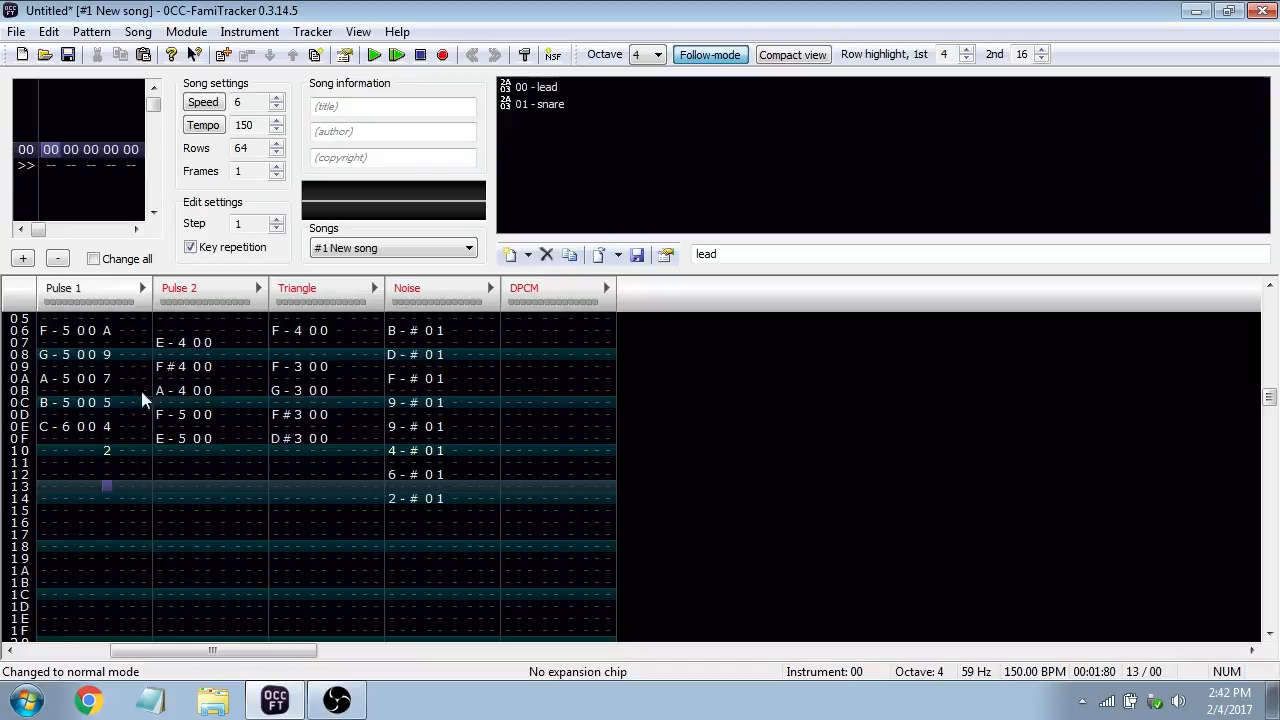 Untitled* [#1 New song] - 0CC-FamiTracker 0.3.14.5
File Edit Pattern Song Module Instrument Tracker View Help
NSF Octave 4 Follow-mode Compact view Row highlight, 1st 4 2nd 16
Song settings
Speed 6
Tempo 150
Rows 64
Frames 1
Edit settings
Step 1
Key repetition
Song information
(title)
(author)
(copyright)
Songs
#1 New song
00 00 00 00 00 00
>> -- -- -- -- --
+ - Change all
00 - lead
01 - snare
lead
Pulse 1 Pulse 2 Triangle Noise DPCM
05
06 F-5 00 A F-4 00 B-# 01
07 E-4 00
08 G-5 00 9 D-# 01
09 F#4 00 F-3 00
0A A-5 00 7 F-# 01
0B A-4 00 G-3 00
0C B-5 00 5 9-# 01
0D F-5 00 F#3 00
0E C-6 00 4 9-# 01
0F E-5 00 D#3 00
10 2 4-# 01
11
12 6-# 01
13
14 2-# 01
15
16
17
18
19
1A
1B
1C
1D
1E
1F
Changed to normal mode No expansion chip Instrument: 00 Octave: 4 59 Hz 150.00 BPM 00:01:80 13 / 00 NUM
OCC
FT
2:42 PM
2/4/2017